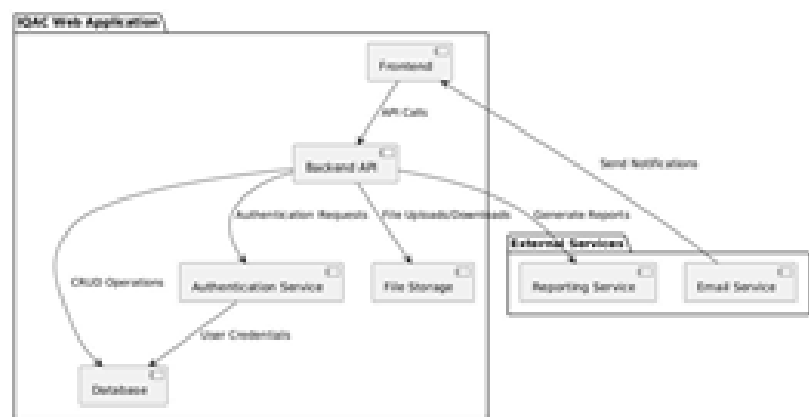 IQAC Web Application
Frontend
API Calls
Send Notifications
Backend API
Authentication Requests
File Uploads/Downloads
Generate Reports
External Services
CRUD Operations
Authentication Service
File Storage
Reporting Service
Email Service
User Credentials
Database